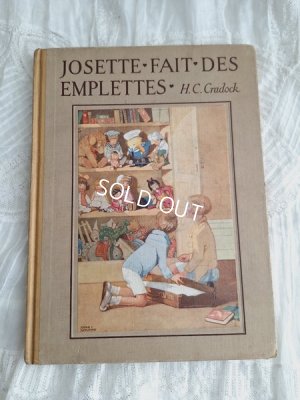 JOSETTE · FAIT · DES
EMPLETTES · H. C. Cradock.
SOLD OUT